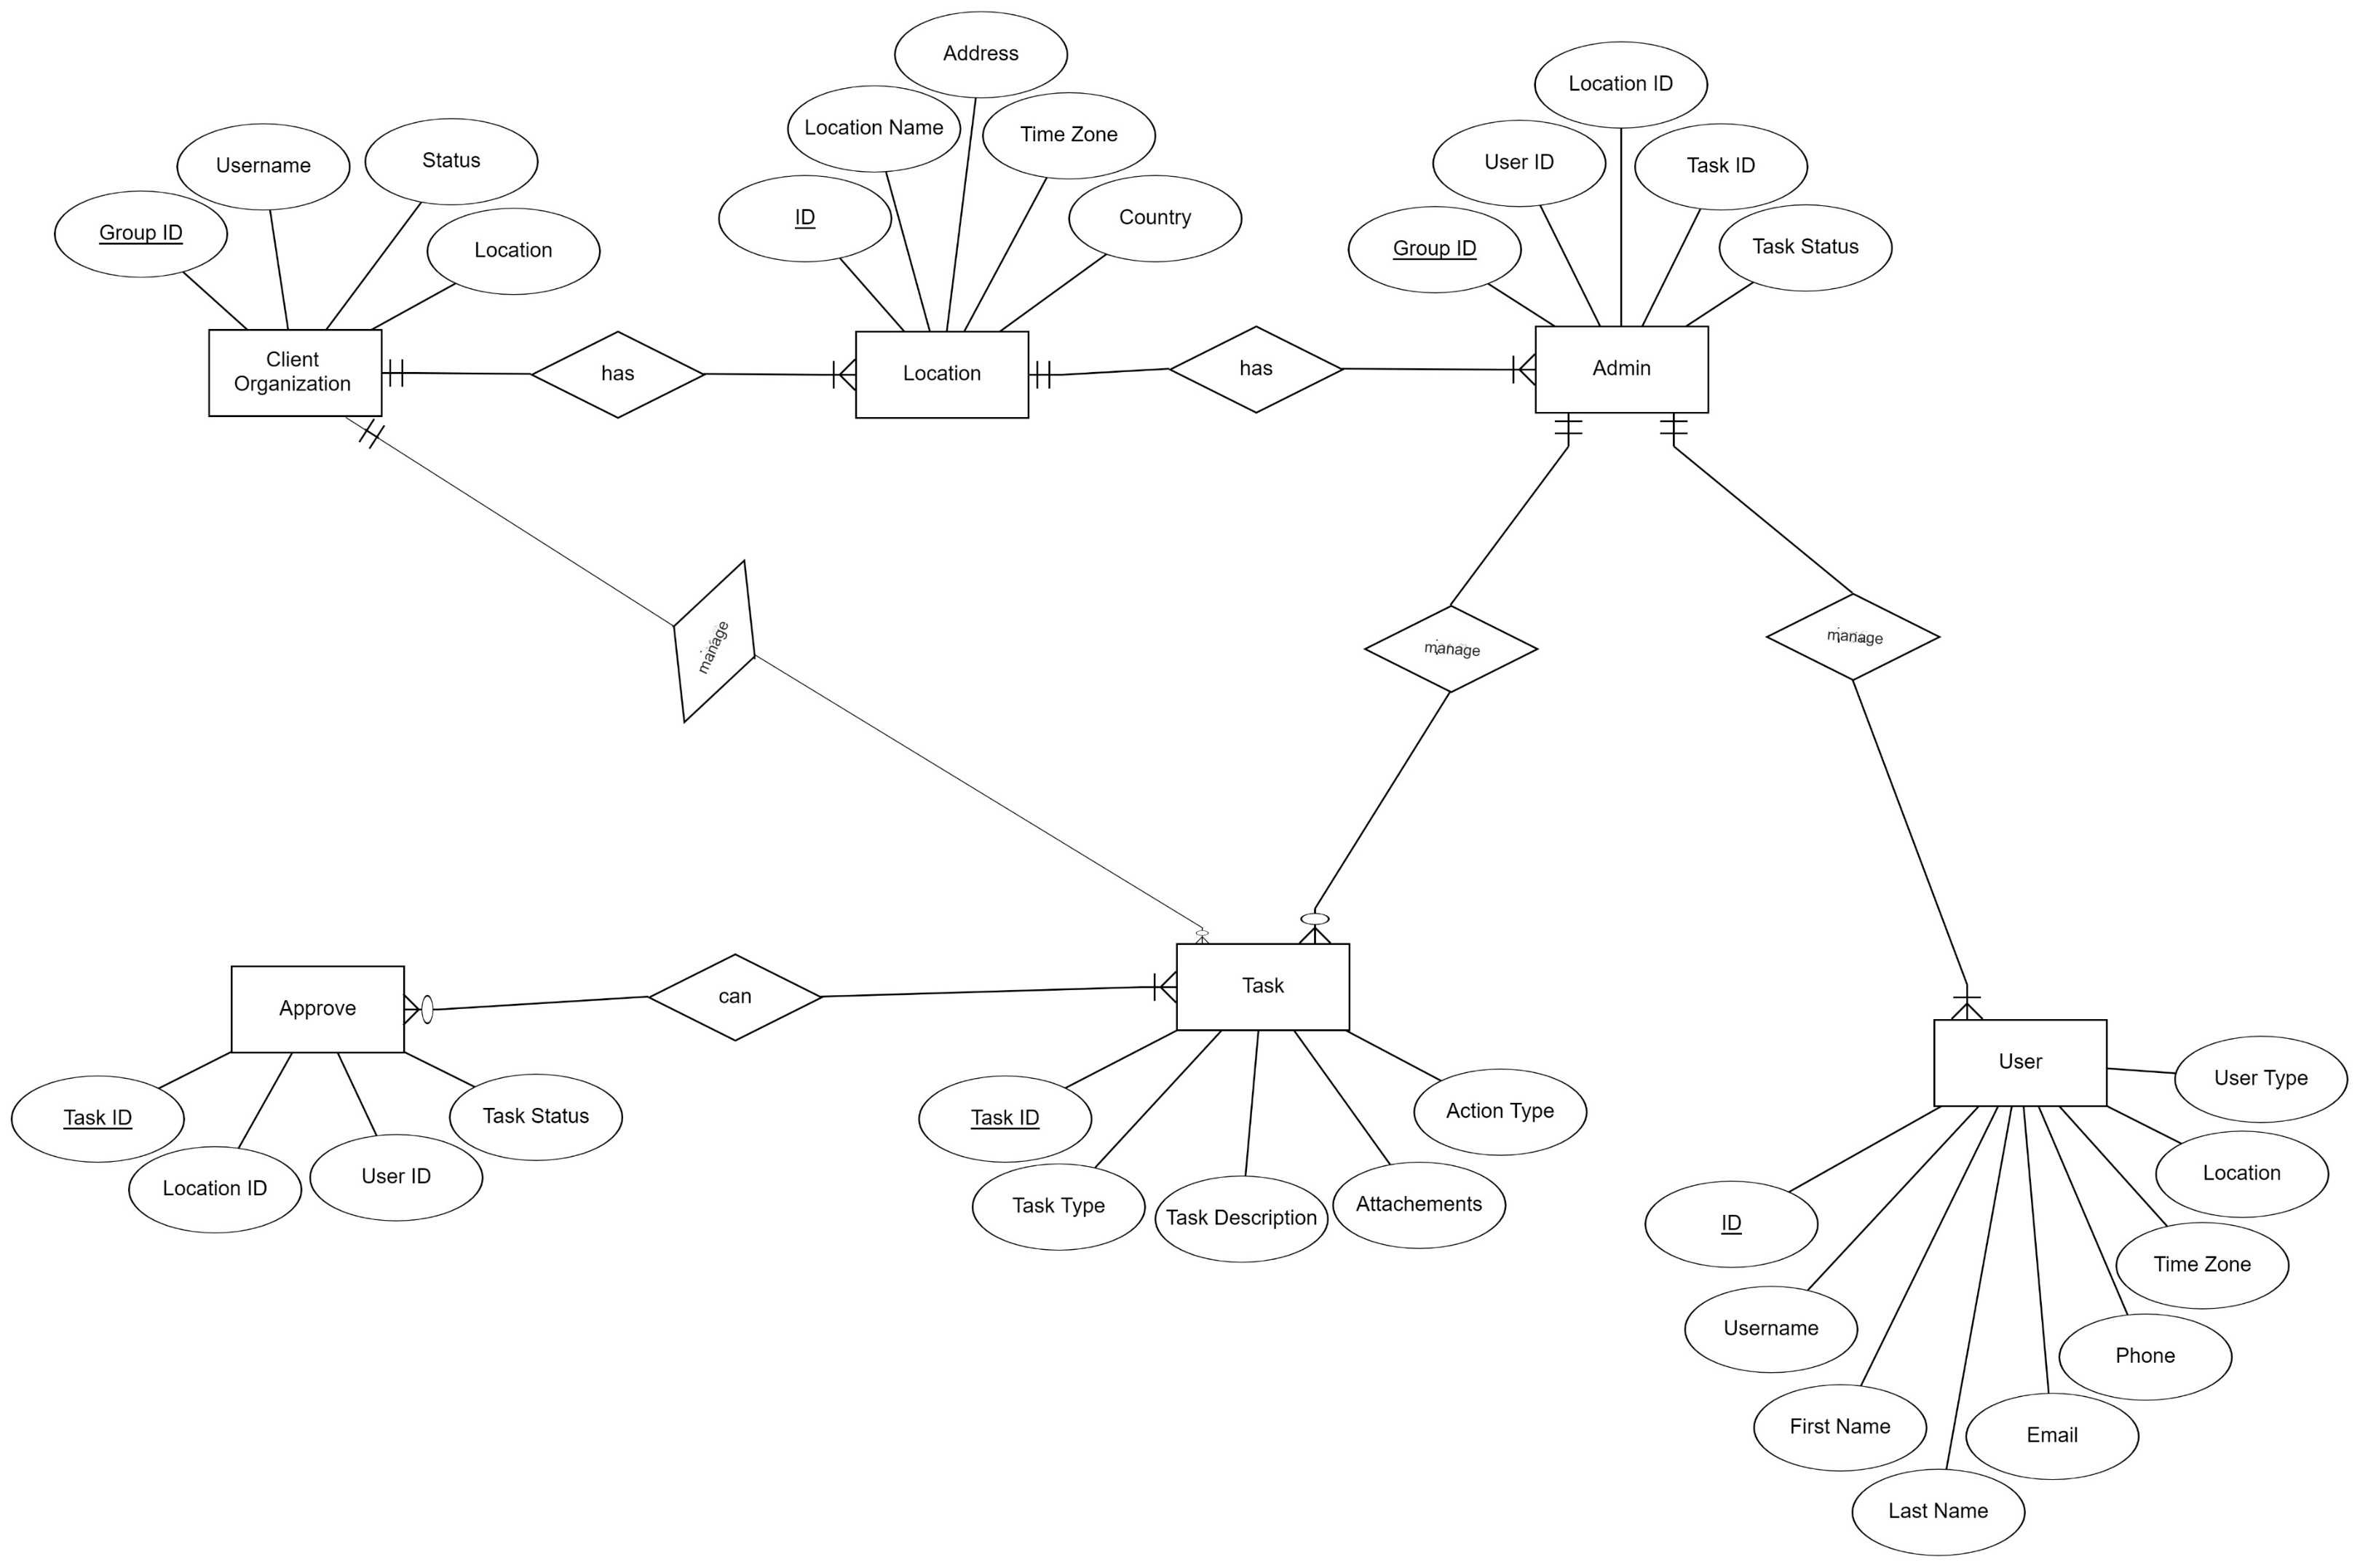 Address
Location ID
Location Name
Time Zone
Username
Status
User ID
Task ID
Group ID
Location
ID
Country
Group ID
Task Status
Client
Organization
has
Location
has
Admin
manage
manage
manage
Approve
can
Task
User
User Type
Task ID
Task Status
Task ID
Action Type
Location ID
User ID
Task Type
Task Description
Attachements
Location
ID
Time Zone
Username
Phone
First Name
Email
Last Name